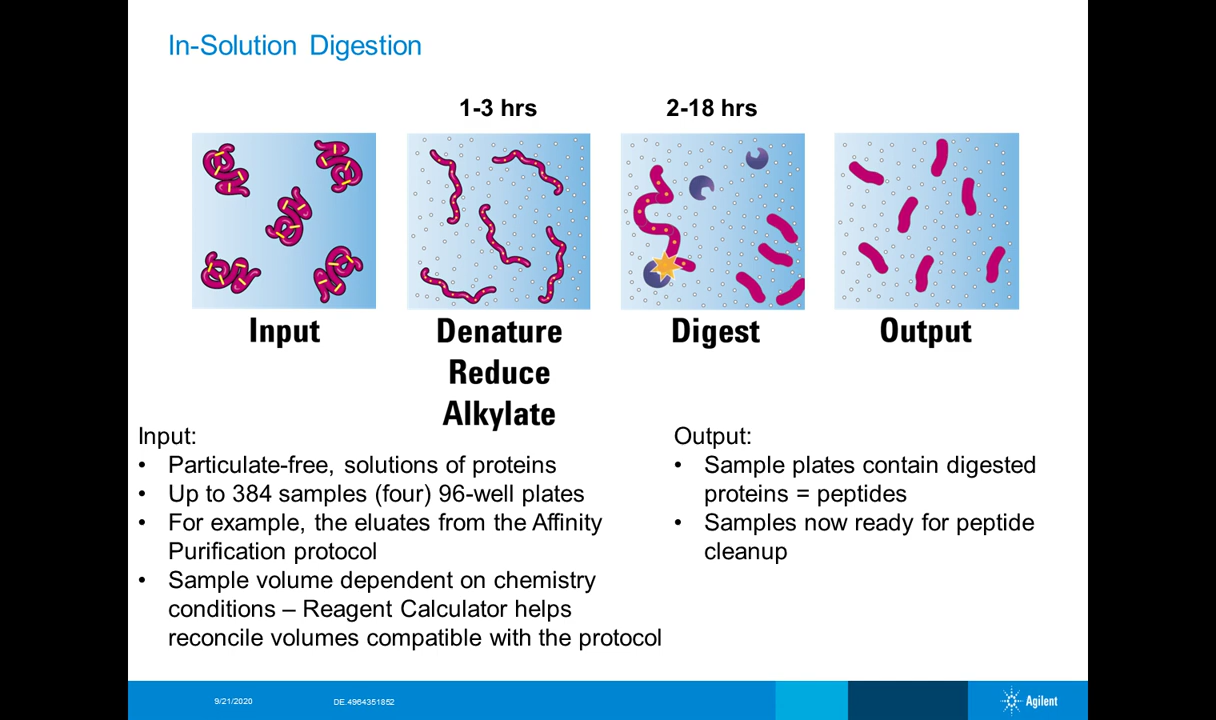 In-Solution Digestion
1-3 hrs
2-18 hrs
Input
Denature
Reduce
Alkylate
Digest
Output
Input:
• Particulate-free, solutions of proteins
• Up to 384 samples (four) 96-well plates
• For example, the eluates from the Affinity
Purification protocol
• Sample volume dependent on chemistry
conditions – Reagent Calculator helps
reconcile volumes compatible with the protocol
Output:
• Sample plates contain digested
proteins = peptides
• Samples now ready for peptide
cleanup
9/21/2020
DE.4964351852
Agilent